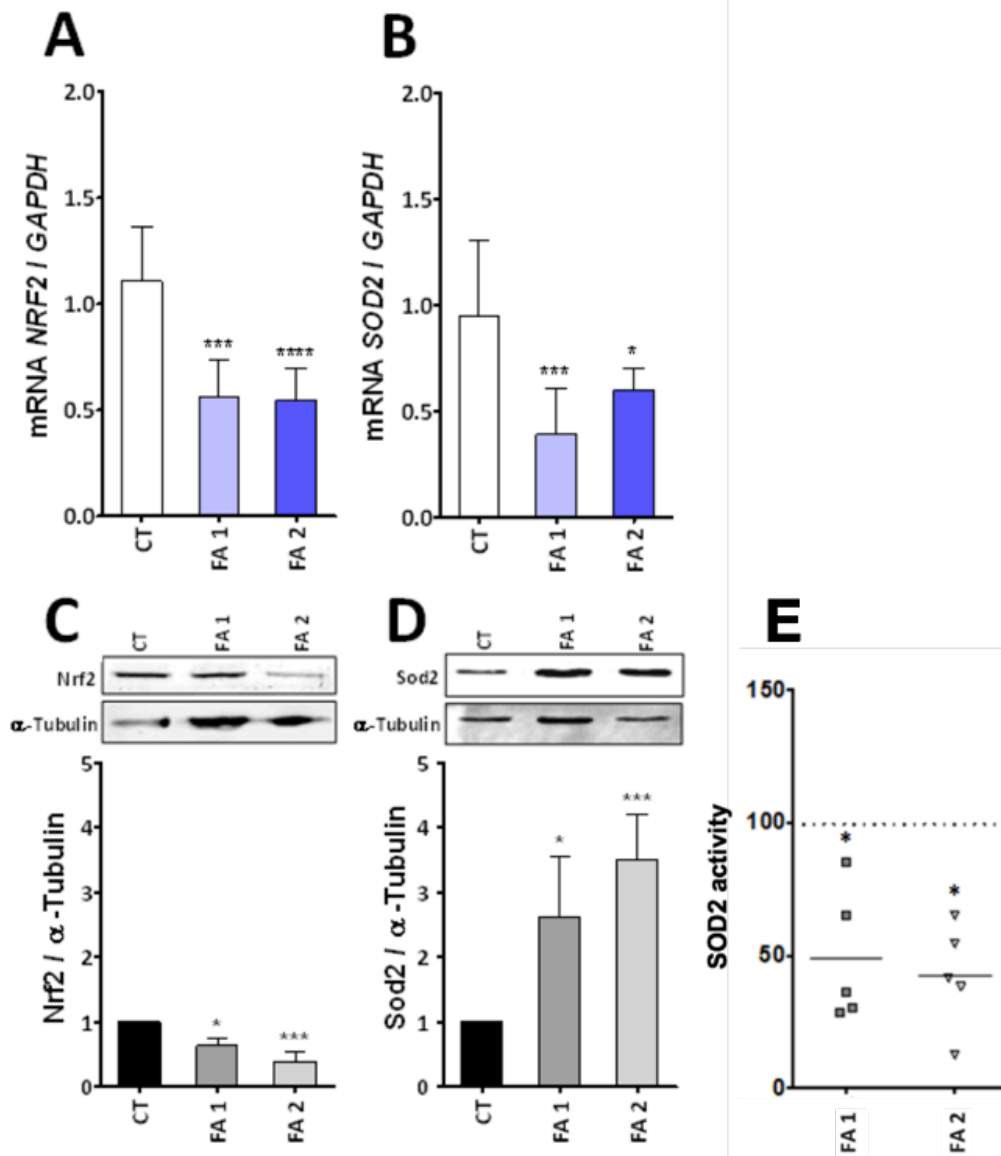 A
B
2.0
1.5
1.0
0.5
0.0
mRNA NRF2 / GAPDH
***
****
CT
FA 1
FA 2
2.0
1.5
1.0
0.5
0.0
mRNA SOD2 / GAPDH
***
*
CT
FA 1
FA 2
C
CT
FA 1
FA 2
Nrf2
α-Tubulin
5
4
3
2
1
0
Nrf2 / α -Tubulin
*
***
CT
FA 1
FA 2
D
CT
FA 1
FA 2
Sod2
α-Tubulin
5
4
3
2
1
0
Sod2 / α -Tubulin
*
***
CT
FA 1
FA 2
E
150
100
50
0
SOD2 activity
*
*
FA 1
FA 2